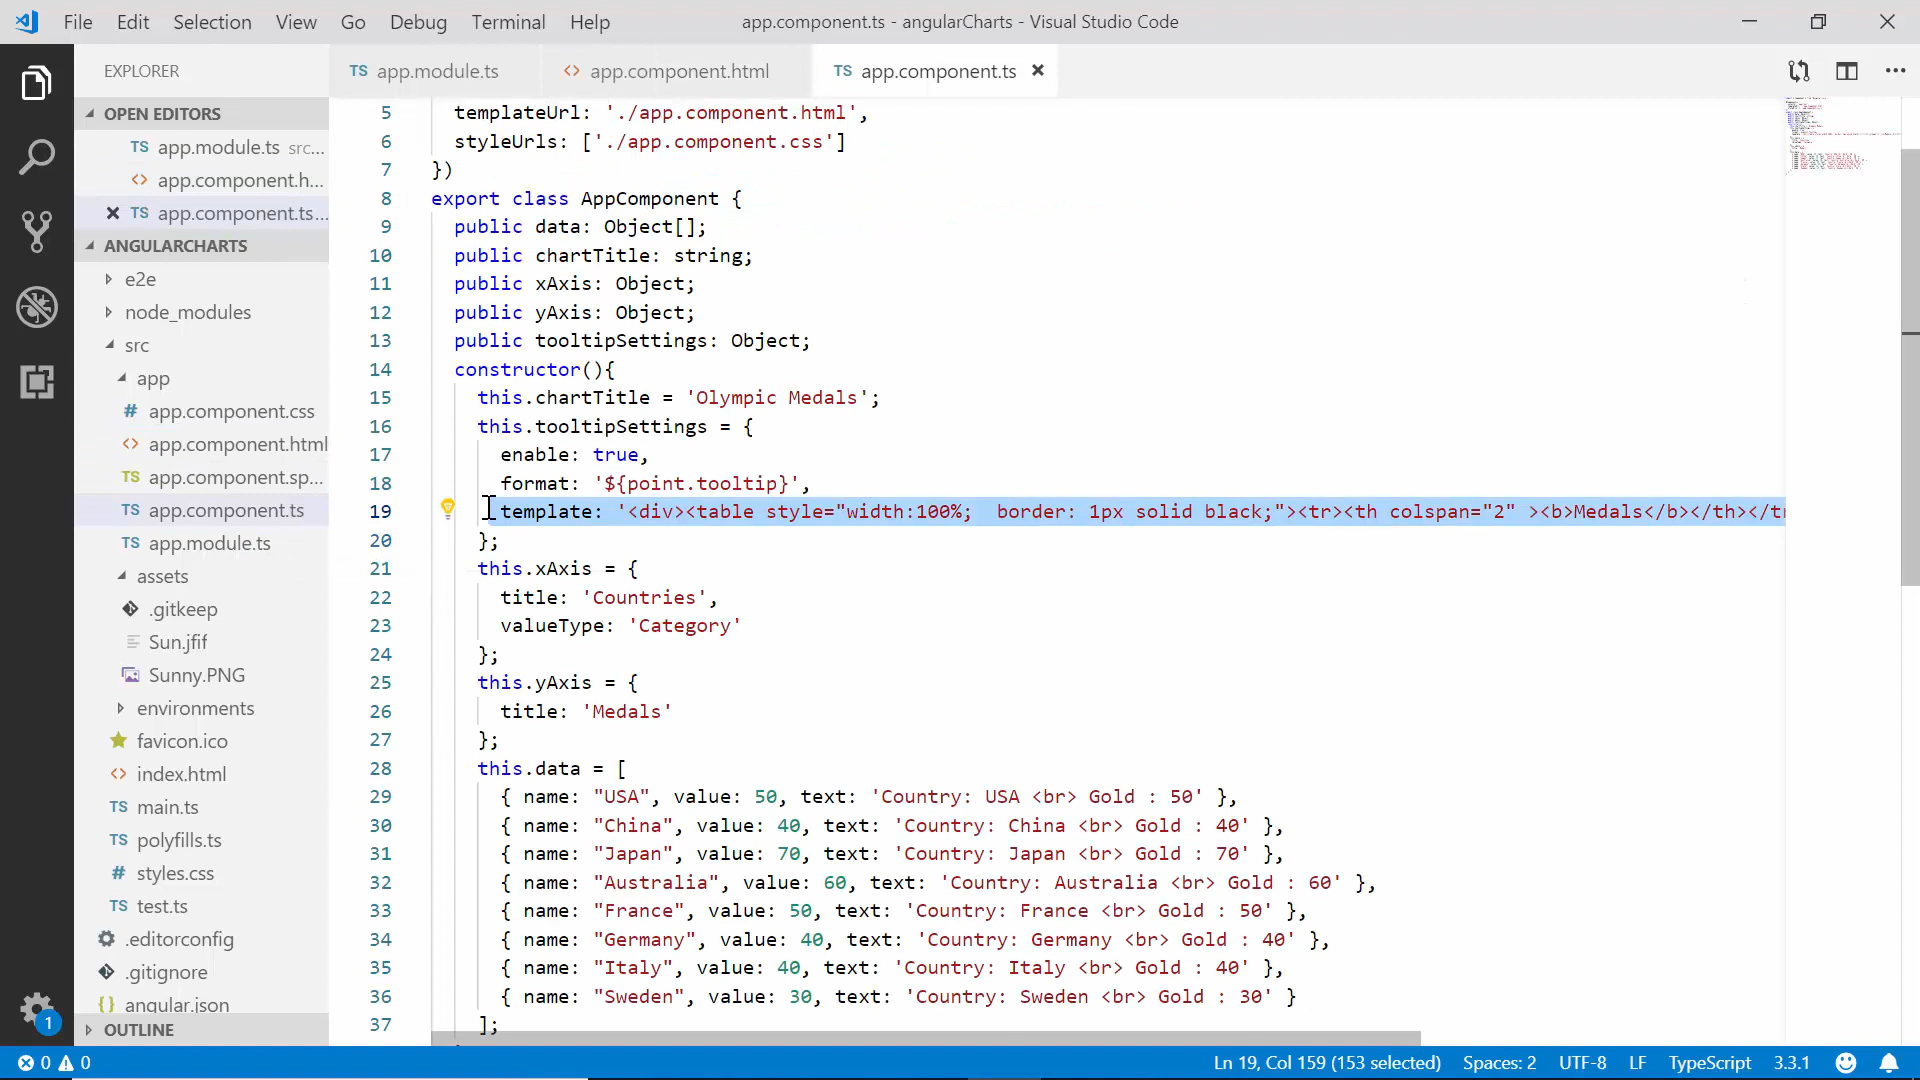 File Edit Selection View Go Debug Terminal Help app.component.ts - angularCharts - Visual Studio Code
EXPLORER
OPEN EDITORS
TS app.module.ts src...
<> app.component.h...
TS app.component.ts...
ANGULARCHARTS
e2e
node_modules
src
app
# app.component.css
<> app.component.html
TS app.component.sp...
TS app.component.ts
TS app.module.ts
assets
.gitkeep
Sun.jfif
Sunny.PNG
environments
favicon.ico
<> index.html
TS main.ts
TS polyfills.ts
# styles.css
TS test.ts
.editorconfig
.gitignore
{} angular.json
OUTLINE
TS app.module.ts <> app.component.html TS app.component.ts
5 templateUrl: './app.component.html',
6 styleUrls: ['./app.component.css']
7 })
8 export class AppComponent {
9 public data: Object[];
10 public chartTitle: string;
11 public xAxis: Object;
12 public yAxis: Object;
13 public tooltipSettings: Object;
14 constructor(){
15 this.chartTitle = 'Olympic Medals';
16 this.tooltipSettings = {
17 enable: true,
18 format: '${point.tooltip}',
19 template: '<div><table style="width:100%;  border: 1px solid black;"><tr><th colspan="2" ><b>Medals</b></th></tr
20 };
21 this.xAxis = {
22 title: 'Countries',
23 valueType: 'Category'
24 };
25 this.yAxis = {
26 title: 'Medals'
27 };
28 this.data = [
29 { name: "USA", value: 50, text: 'Country: USA <br> Gold : 50' },
30 { name: "China", value: 40, text: 'Country: China <br> Gold : 40' },
31 { name: "Japan", value: 70, text: 'Country: Japan <br> Gold : 70' },
32 { name: "Australia", value: 60, text: 'Country: Australia <br> Gold : 60' },
33 { name: "France", value: 50, text: 'Country: France <br> Gold : 50' },
34 { name: "Germany", value: 40, text: 'Country: Germany <br> Gold : 40' },
35 { name: "Italy", value: 40, text: 'Country: Italy <br> Gold : 40' },
36 { name: "Sweden", value: 30, text: 'Country: Sweden <br> Gold : 30' }
37 ];
1
0 0 Ln 19, Col 159 (153 selected) Spaces: 2 UTF-8 LF TypeScript 3.3.1